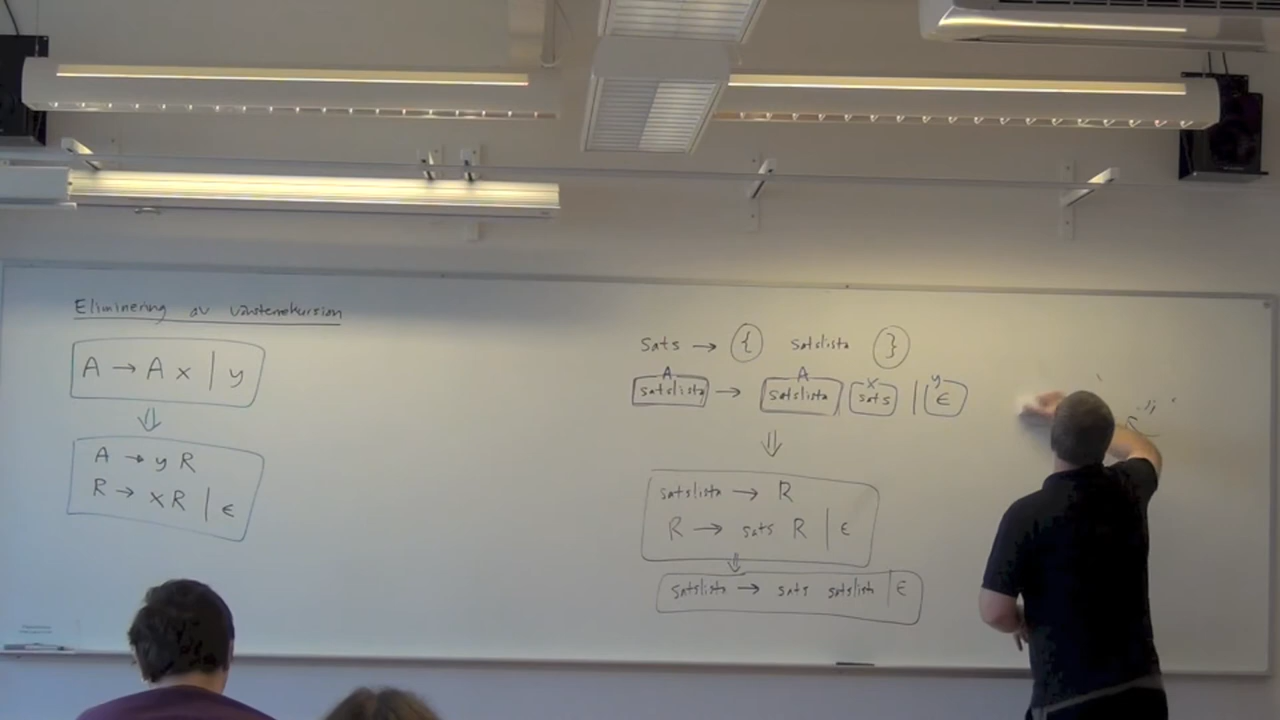 Eliminering av vänsterrekursion
A → A x | y
⇓
A → y R
R → x R | ϵ
sats → { satslista }
A A x y
satslista → satslista sats | ϵ
⇓
satslista → R
R → sats R | ϵ
⇓
satslista → sats satslista | ϵ